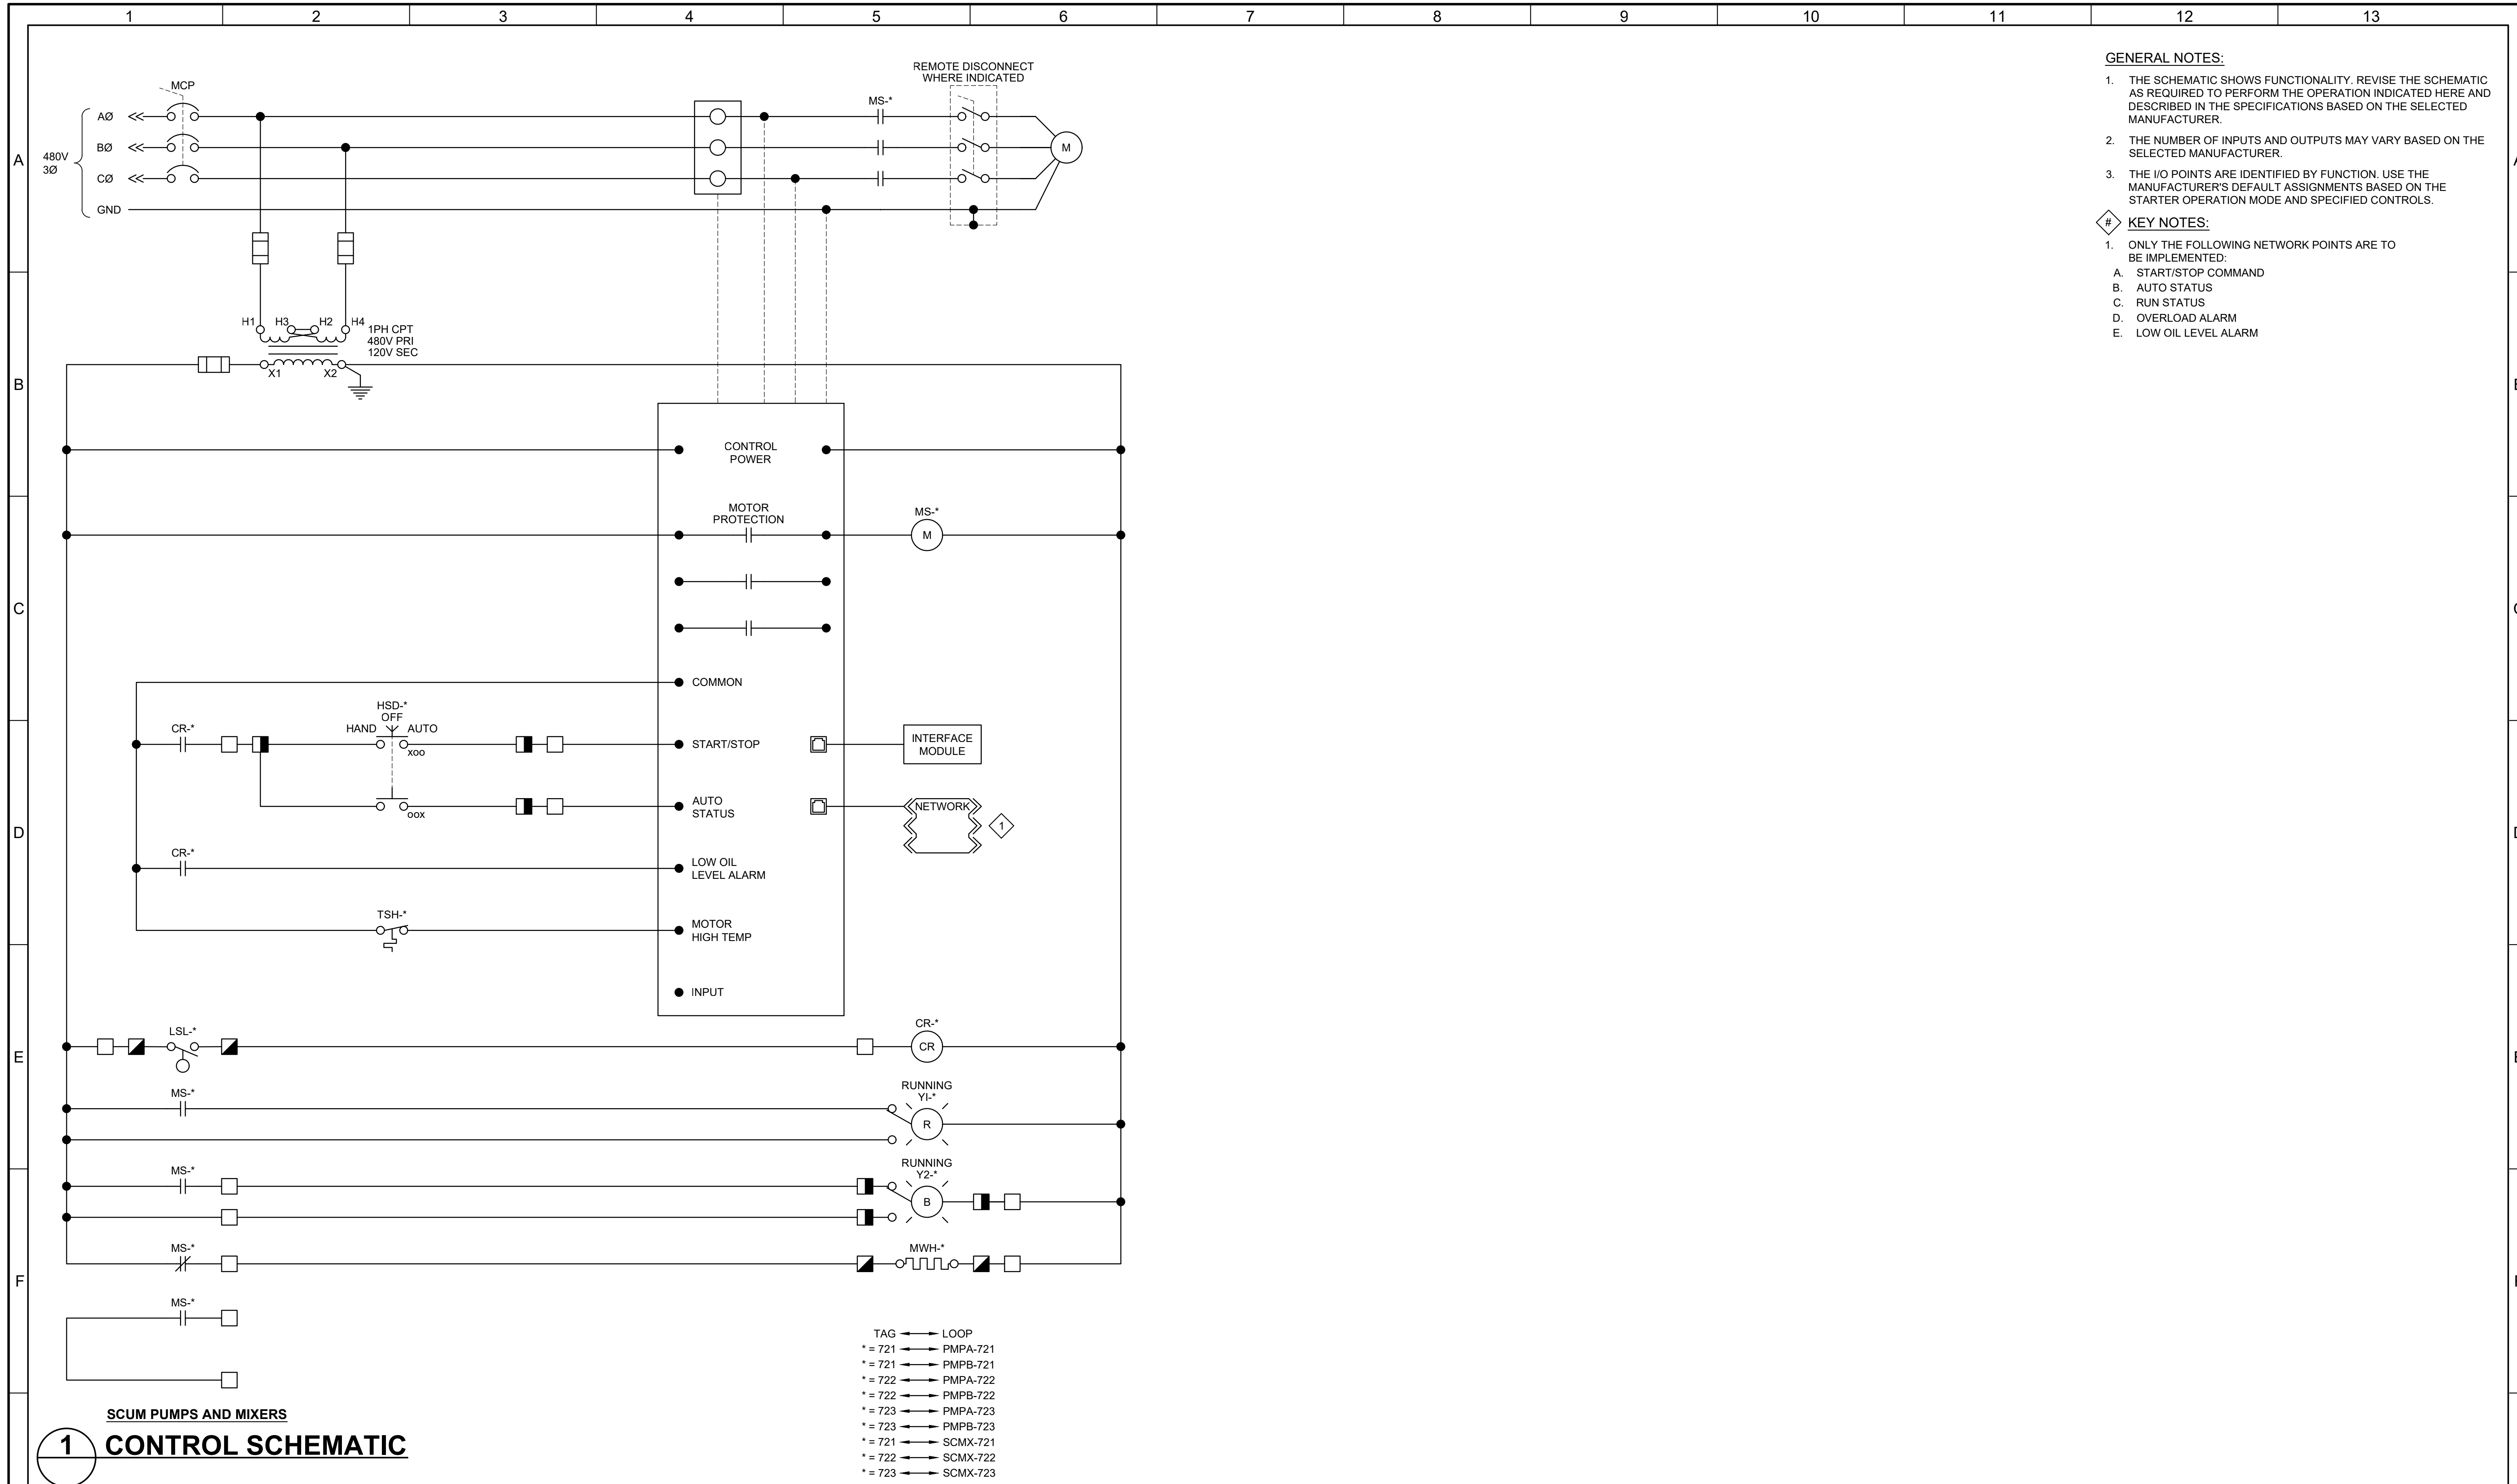 1 2 3 4 5 6 7 8 9 10 11 12 13
A
B
C
D
E
F
MCP
480V
3Ø
AØ
BØ
CØ
GND
MS-*
REMOTE DISCONNECT
WHERE INDICATED
M
H1 H3 H2 H4
1PH CPT
480V PRI
120V SEC
X1 X2
CONTROL
POWER
MOTOR
PROTECTION
MS-*
M
COMMON
CR-*
HSD-*
OFF
HAND AUTO
xoo
START/STOP
INTERFACE
MODULE
oox
AUTO
STATUS
NETWORK
1
CR-*
LOW OIL
LEVEL ALARM
TSH-*
MOTOR
HIGH TEMP
INPUT
LSL-*
CR-*
CR
MS-*
RUNNING
YI-*
R
MS-*
RUNNING
Y2-*
B
MS-*
MWH-*
MS-*
TAG LOOP
* = 721 PMPA-721
* = 721 PMPB-721
* = 722 PMPA-722
* = 722 PMPB-722
* = 723 PMPA-723
* = 723 PMPB-723
* = 721 SCMX-721
* = 722 SCMX-722
* = 723 SCMX-723
SCUM PUMPS AND MIXERS
1 CONTROL SCHEMATIC
GENERAL NOTES:
1. THE SCHEMATIC SHOWS FUNCTIONALITY. REVISE THE SCHEMATIC
AS REQUIRED TO PERFORM THE OPERATION INDICATED HERE AND
DESCRIBED IN THE SPECIFICATIONS BASED ON THE SELECTED
MANUFACTURER.
2. THE NUMBER OF INPUTS AND OUTPUTS MAY VARY BASED ON THE
SELECTED MANUFACTURER.
3. THE I/O POINTS ARE IDENTIFIED BY FUNCTION. USE THE
MANUFACTURER'S DEFAULT ASSIGNMENTS BASED ON THE
STARTER OPERATION MODE AND SPECIFIED CONTROLS.
# KEY NOTES:
1. ONLY THE FOLLOWING NETWORK POINTS ARE TO
BE IMPLEMENTED:
A. START/STOP COMMAND
B. AUTO STATUS
C. RUN STATUS
D. OVERLOAD ALARM
E. LOW OIL LEVEL ALARM